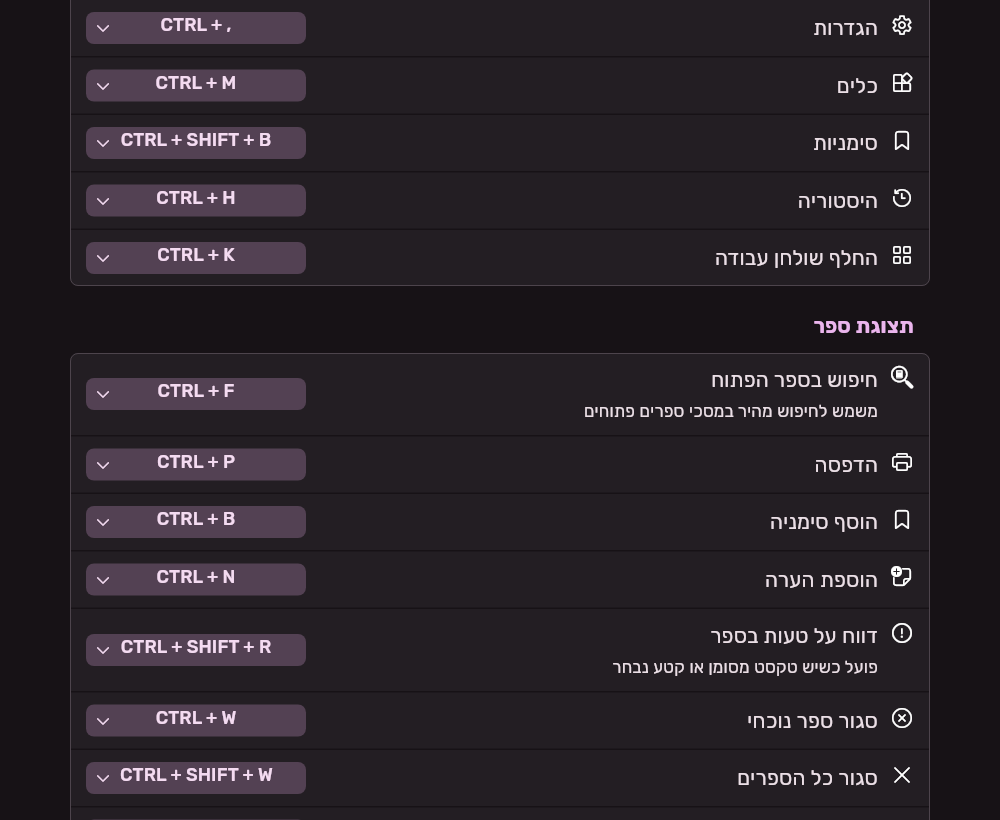 הגדרות
CTRL + ,
כלים
CTRL + M
סימניות
CTRL + SHIFT + B
היסטוריה
CTRL + H
החלף שולחן עבודה
CTRL + K
תצוגת ספר
חיפוש בספר הפתוח
משמש לחיפוש מהיר במסכי ספרים פתוחים
CTRL + F
הדפסה
CTRL + P
הוסף סימניה
CTRL + B
הוספת הערה
CTRL + N
דווח על טעות בספר
פועל כשיש טקסט מסומן או קטע נבחר
CTRL + SHIFT + R
סגור ספר נוכחי
CTRL + W
סגור כל הספרים
CTRL + SHIFT + W